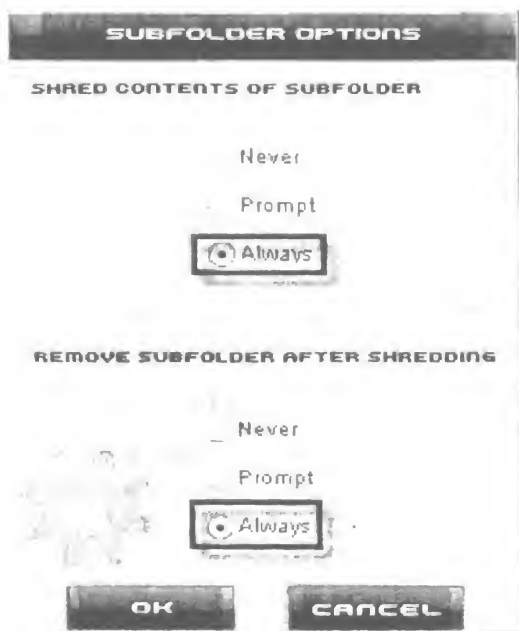 SUBFOLDER OPTIONS
SHRED CONTENTS OF SUBFOLDER
Never
Prompt
Always
REMOVE SUBFOLDER AFTER SHREDDING
Never
Prompt
Always
OK CANCEL